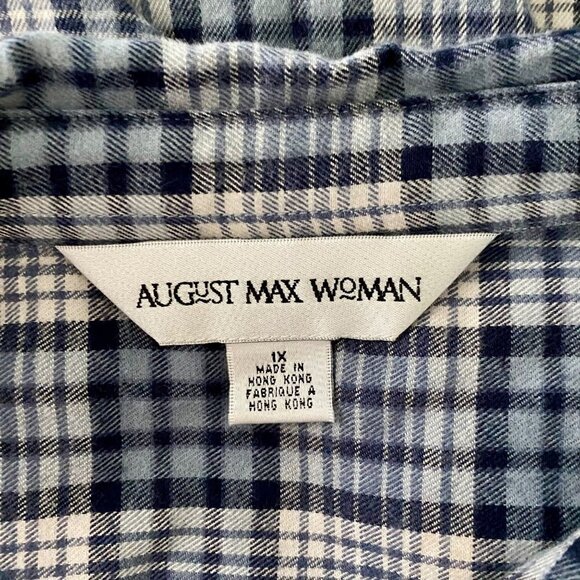 AUGUST MAX WOMAN
1X
MADE IN
HONG KONG
FABRIQUE A
HONG KONG